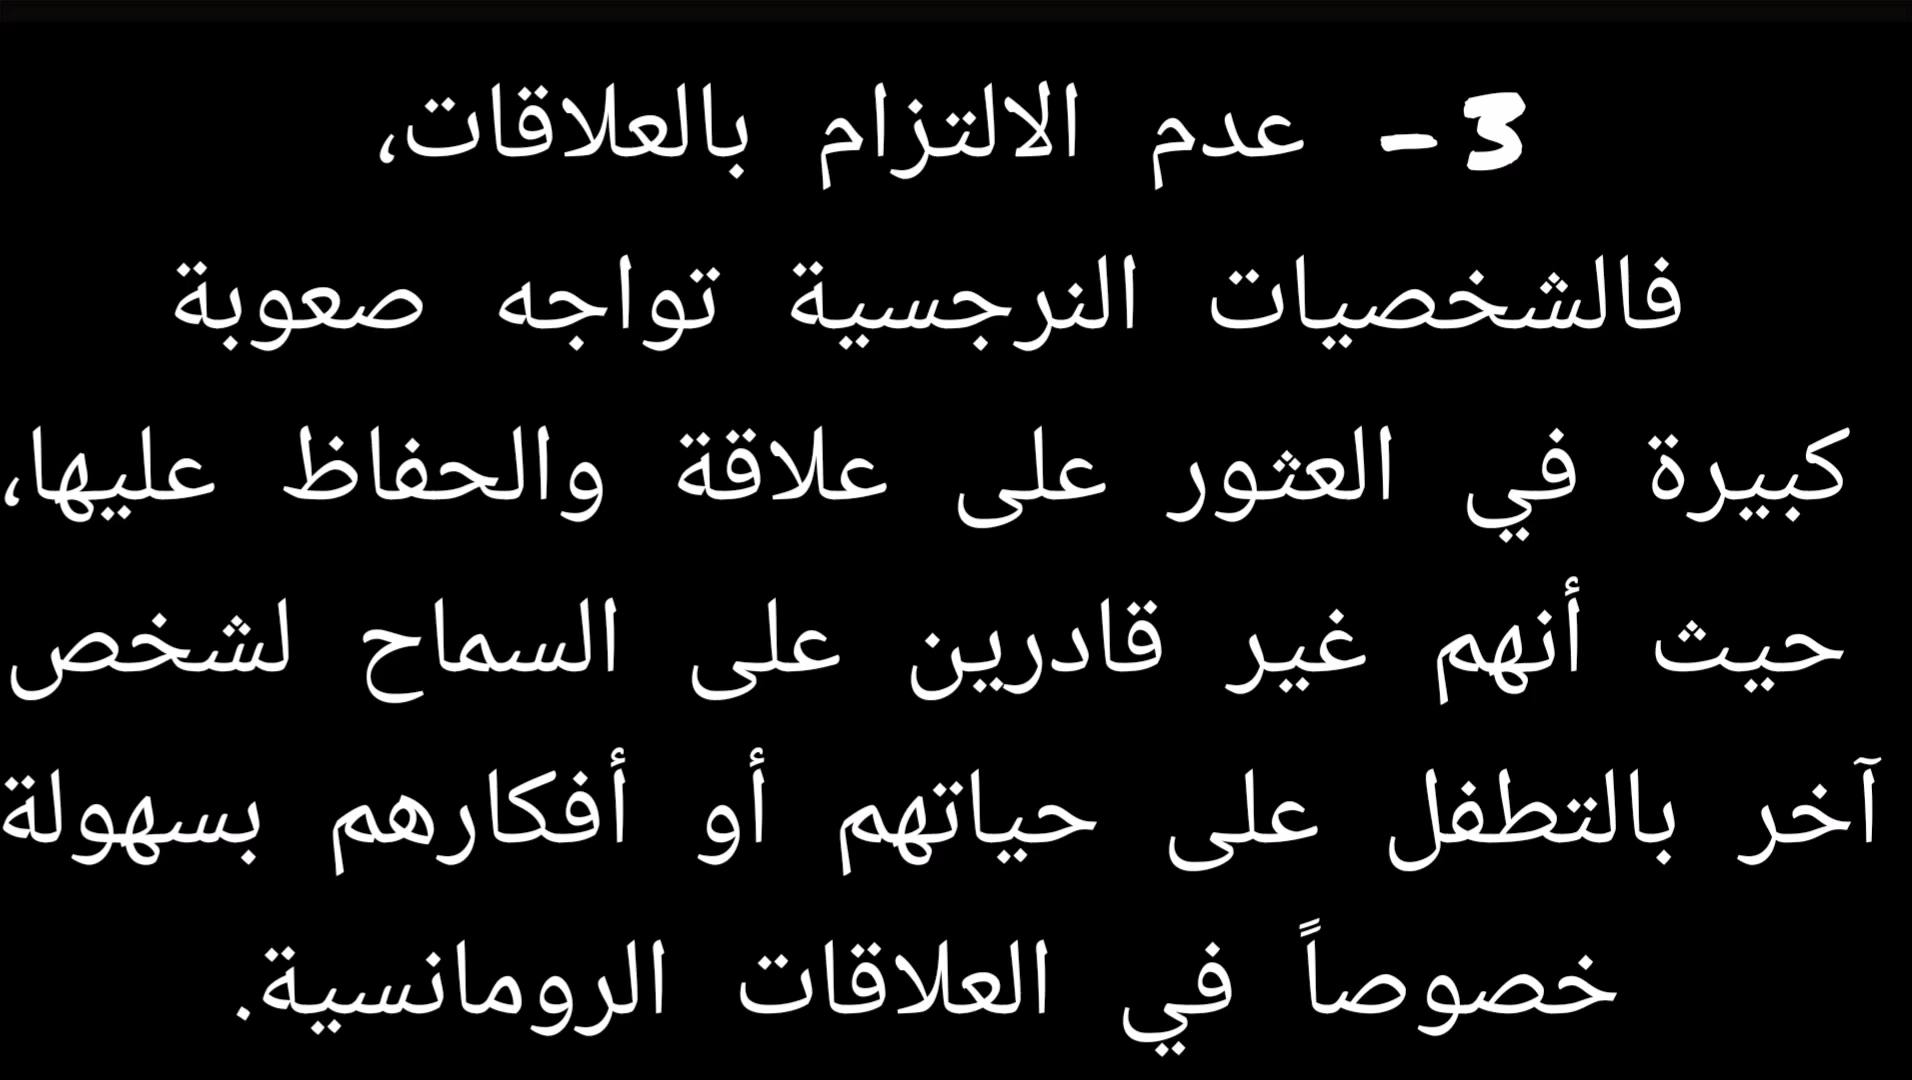 3- عدم الالتزام بالعلاقات،
فالشخصيات النرجسية تواجه صعوبة
كبيرة في العثور على علاقة والحفاظ عليها،
حيث أنهم غير قادرين على السماح لشخص
آخر بالتطفل على حياتهم أو أفكارهم بسهولة
خصوصاً في العلاقات الرومانسية.